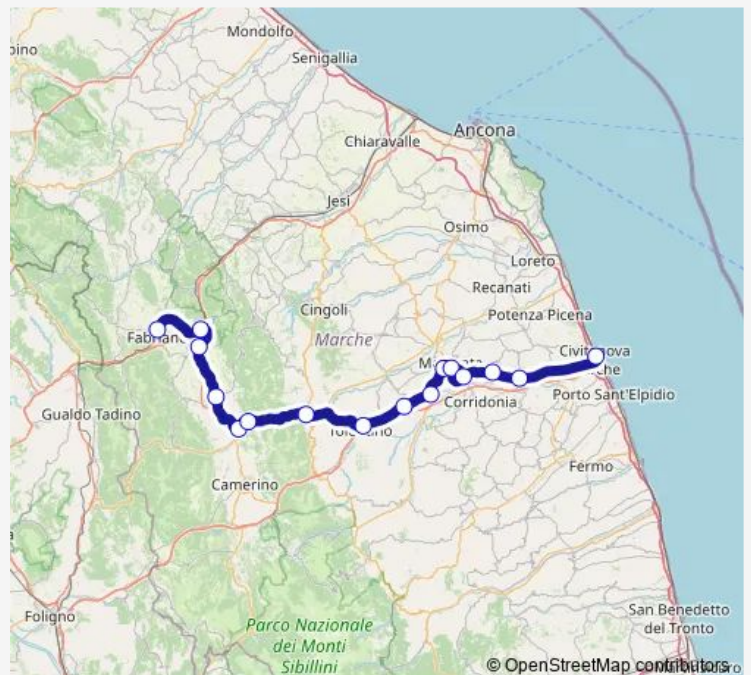 Mondolfo
Senigallia
Ancona
Chiaravalle
Jesi
Osimo
Loreto
Cingoli
Recanati
Marche
Potenza Picena
Gualdo Tadino
Corridonia
Porto Sant'Elpidio
Fermo
Camerino
Foligno
Parco Nazionale
dei Monti
Sibillini
San Benedetto
del Tronto
© OpenStreetMap contributors